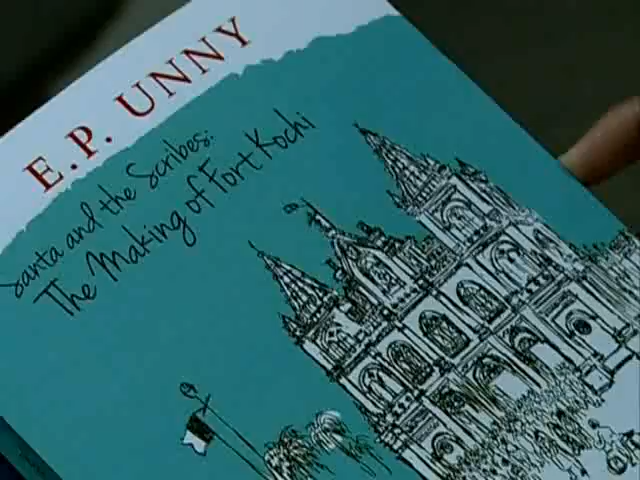 E.P. UNNY
Santa and the Scribes:
The Making of Fort Kochi